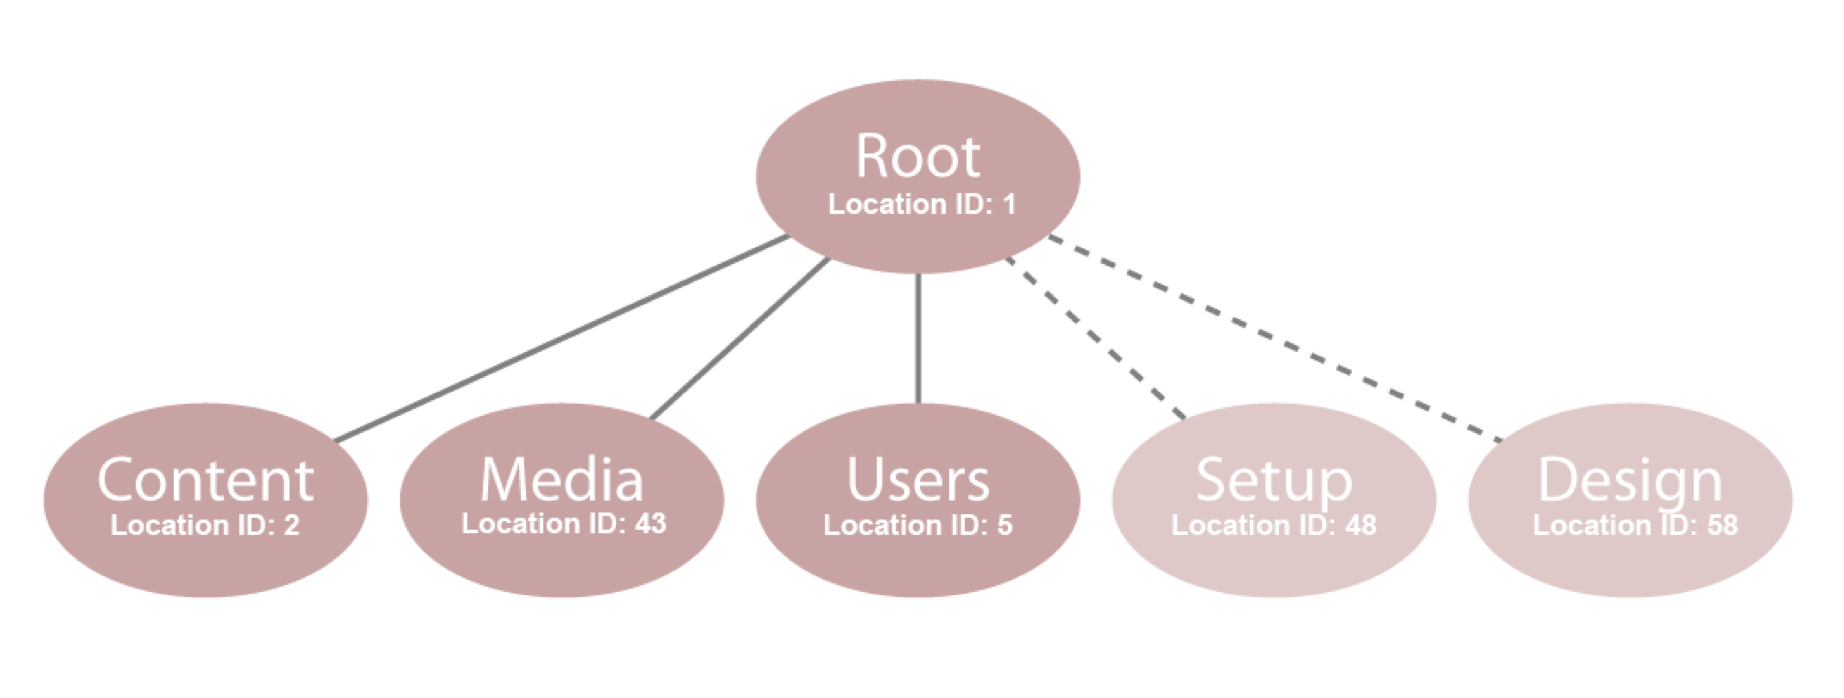 Root
Location ID: 1
Content
Location ID: 2
Media
Location ID: 43
Users
Location ID: 5
Setup
Location ID: 48
Design
Location ID: 58